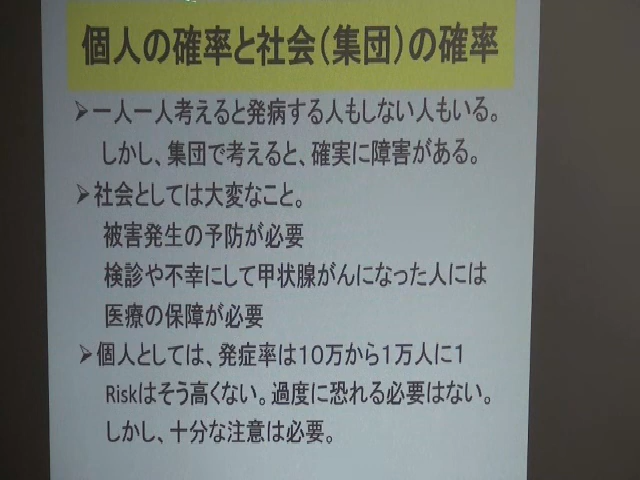 個人の確率と社会(集団)の確率
➢一人一人考えると発病する人もしない人もいる。
しかし、集団で考えると、確実に障害がある。
➢社会としては大変なこと。
被害発生の予防が必要
検診や不幸にして甲状腺がんになった人には
医療の保障が必要
➢個人としては、発症率は10万から1万人に1
Riskはそう高くない。過度に恐れる必要はない。
しかし、十分な注意は必要。